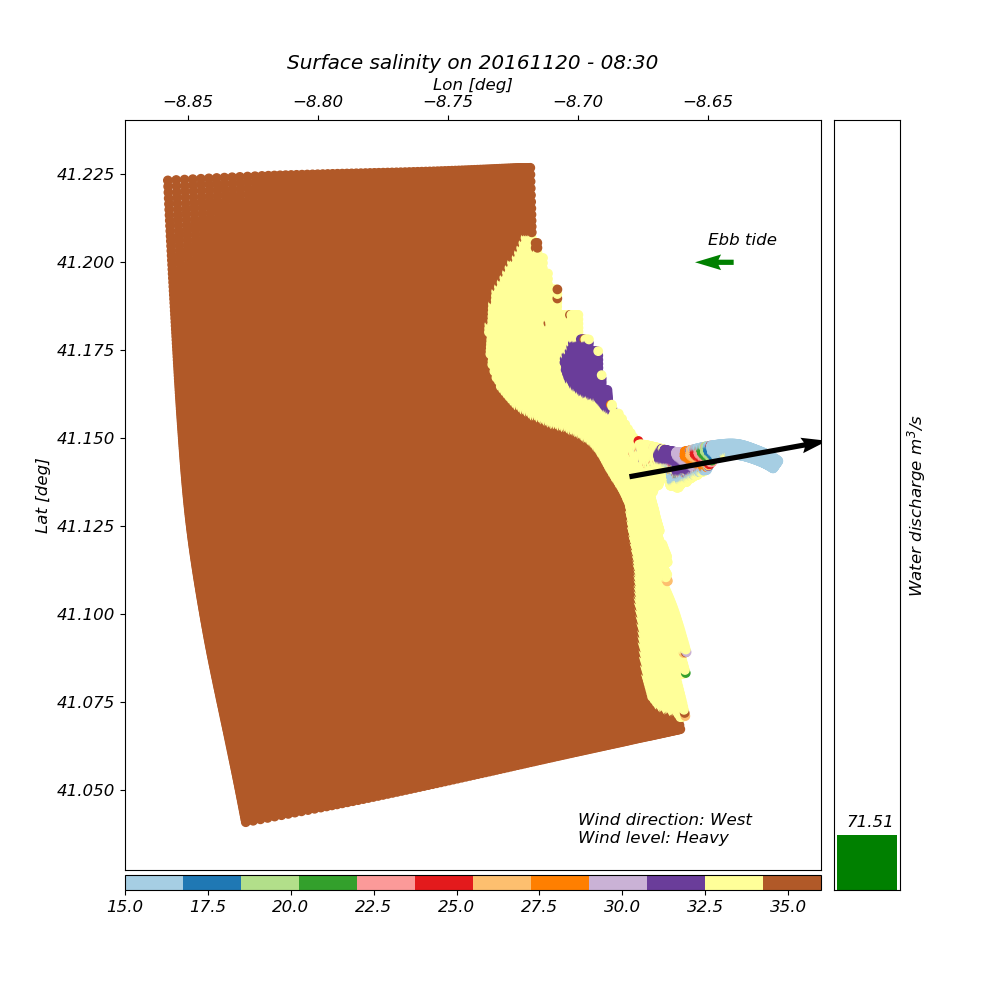 Surface salinity on 20161120 - 08:30
Lon [deg]
−8.85 −8.80 −8.75 −8.70 −8.65
41.225
41.200
41.175
41.150
41.125
41.100
41.075
41.050
Lat [deg]
Ebb tide
Wind direction: West
Wind level: Heavy
15.0 17.5 20.0 22.5 25.0 27.5 30.0 32.5 35.0
71.51
Water discharge m³/s